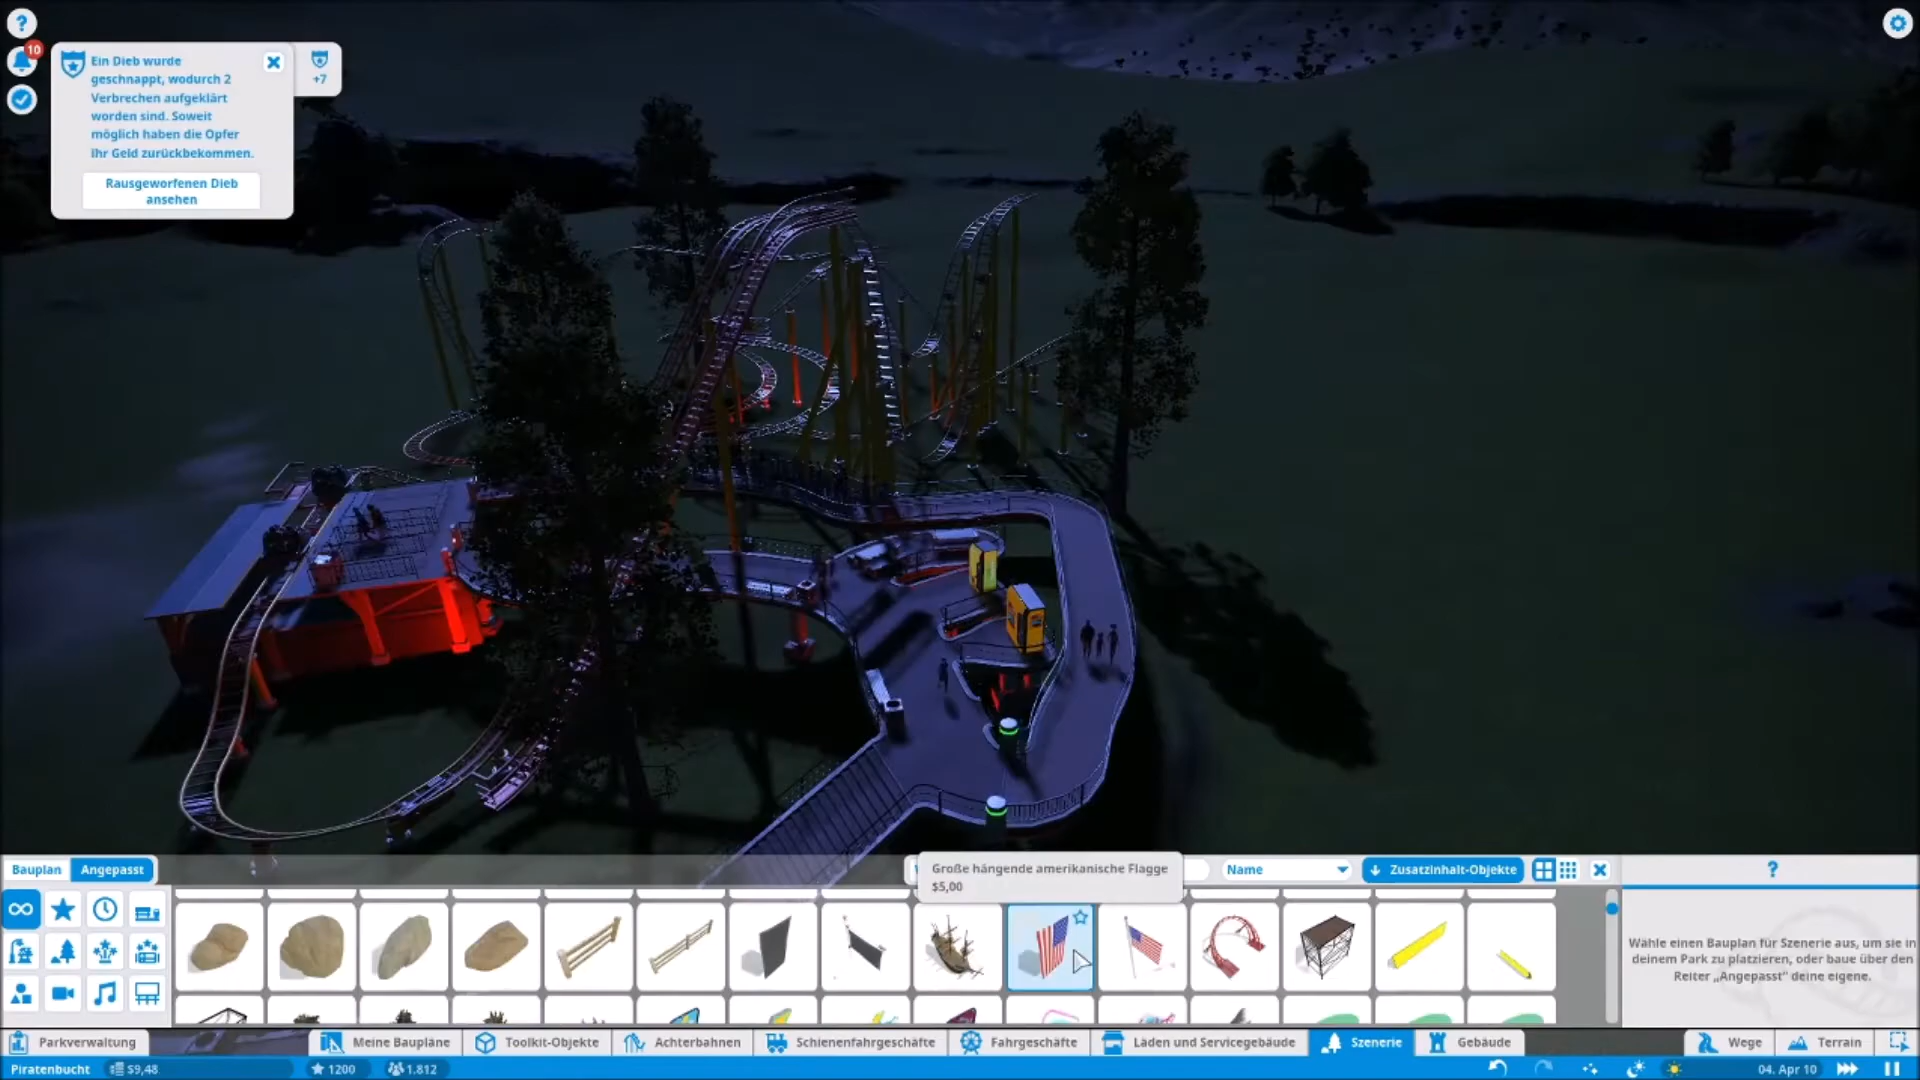 ?
10
Ein Dieb wurde
geschnappt, wodurch 2
Verbrechen aufgeklärt
worden sind. Soweit
möglich haben die Opfer
ihr Geld zurückbekommen.
Rausgeworfenen Dieb
ansehen
+7
Bauplan
Angepasst
Große hängende amerikanische Flagge
$5,00
Name
Zusatzinhalt-Objekte
?
Wähle einen Bauplan für Szenerie aus, um sie in
deinem Park zu platzieren, oder baue über den
Reiter „Angepasst" deine eigene.
Parkverwaltung
Meine Baupläne
Toolkit-Objekte
Achterbahnen
Schienenfahrgeschäfte
Fahrgeschäfte
Läden und Servicegebäude
Szenerie
Gebäude
Wege
Terrain
Piratenbucht
$9,48
1200
1.812
04. Apr 10